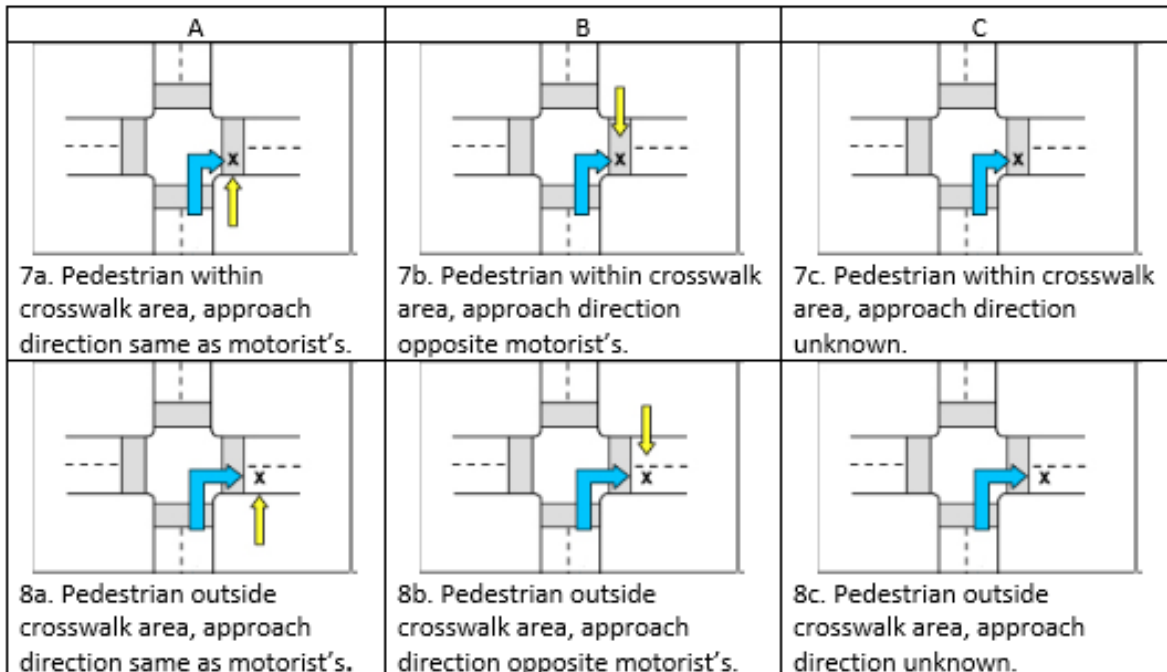 A
B
C
x
x
x
7a. Pedestrian within
crosswalk area, approach
direction same as motorist's.
7b. Pedestrian within crosswalk
area, approach direction
opposite motorist's.
7c. Pedestrian within crosswalk
area, approach direction
unknown.
x
x
x
8a. Pedestrian outside
crosswalk area, approach
direction same as motorist's.
8b. Pedestrian outside
crosswalk area, approach
direction opposite motorist's.
8c. Pedestrian outside
crosswalk area, approach
direction unknown.